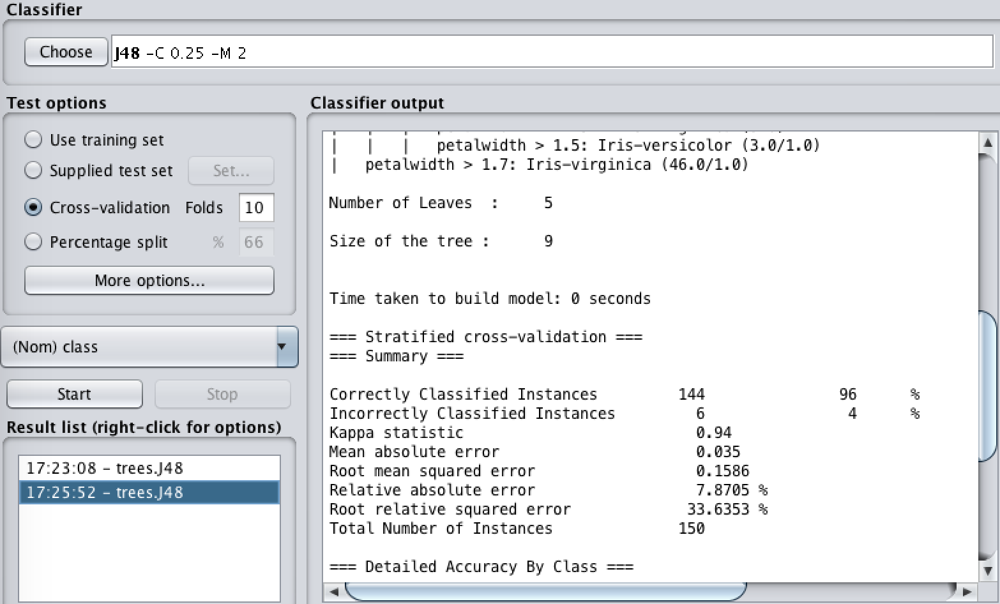 Classifier
Choose J48 -C 0.25 -M 2
Test options
Use training set
Supplied test set Set...
Cross-validation Folds 10
Percentage split % 66
More options...
(Nom) class
Start Stop
Result list (right-click for options)
17:23:08 - trees.J48
17:25:52 - trees.J48
Classifier output
| | | petalwidth > 1.5: Iris-versicolor (3.0/1.0)
| petalwidth > 1.7: Iris-virginica (46.0/1.0)
Number of Leaves : 5
Size of the tree : 9
Time taken to build model: 0 seconds
=== Stratified cross-validation ===
=== Summary ===
Correctly Classified Instances 144 96 %
Incorrectly Classified Instances 6 4 %
Kappa statistic 0.94
Mean absolute error 0.035
Root mean squared error 0.1586
Relative absolute error 7.8705 %
Root relative squared error 33.6353 %
Total Number of Instances 150
=== Detailed Accuracy By Class ===